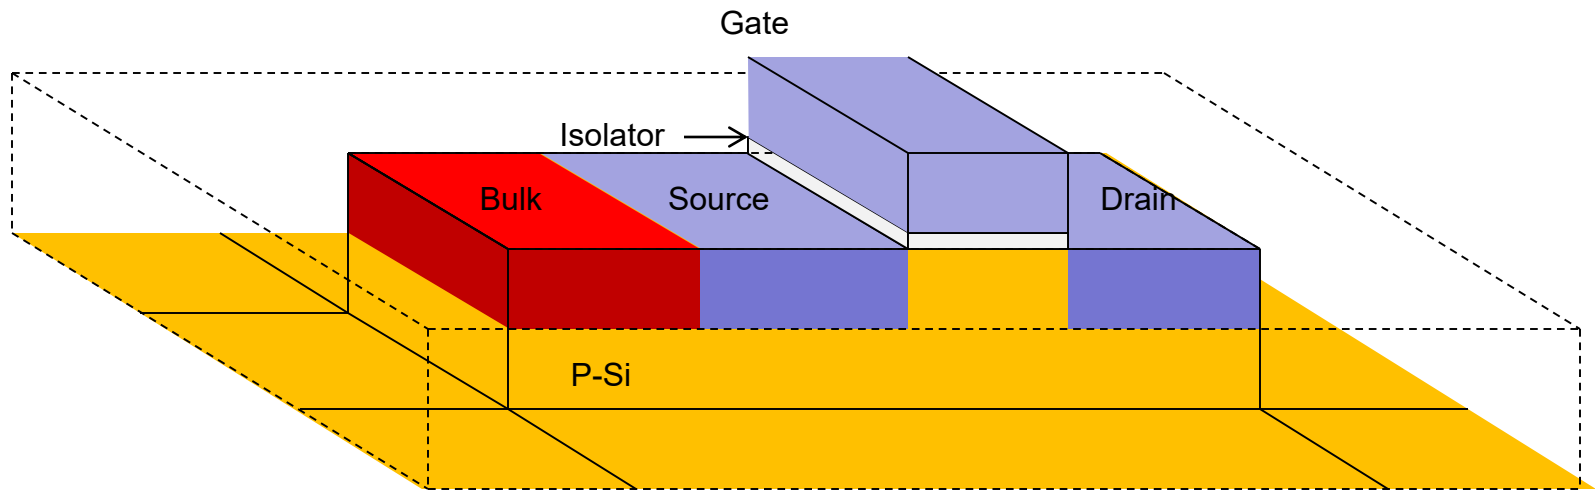 Gate
Isolator
Bulk
Source
Drain
P-Si